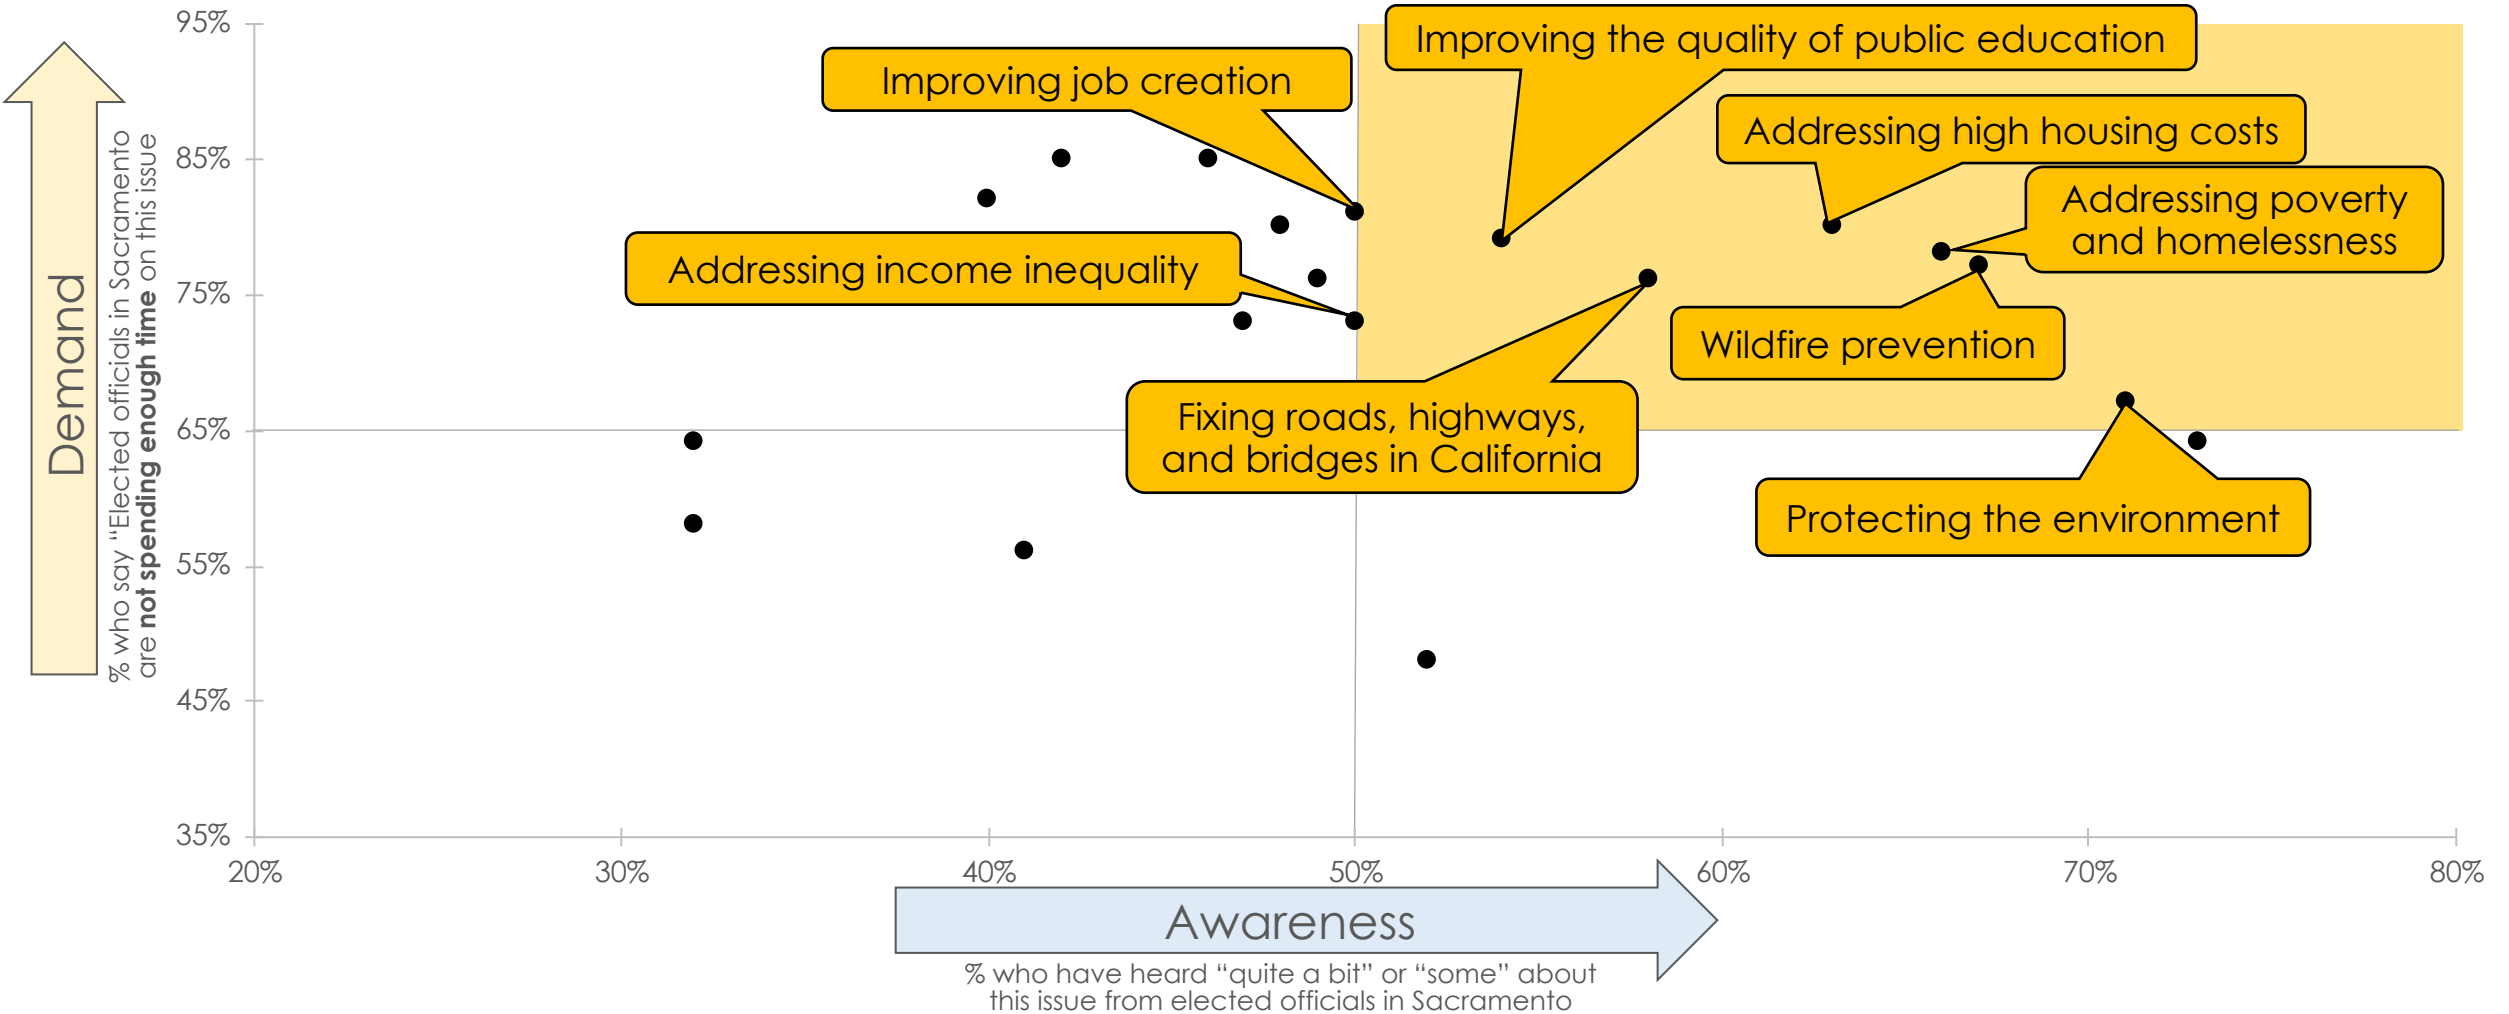 95%
85%
75%
65%
55%
45%
35%
Demand
% who say “Elected officials in Sacramento
are not spending enough time on this issue
Improving the quality of public education
Improving job creation
Addressing high housing costs
Addressing poverty
and homelessness
Addressing income inequality
Wildfire prevention
Fixing roads, highways,
and bridges in California
Protecting the environment
20%
30%
40%
50%
60%
70%
80%
Awareness
% who have heard “quite a bit” or “some” about
this issue from elected officials in Sacramento